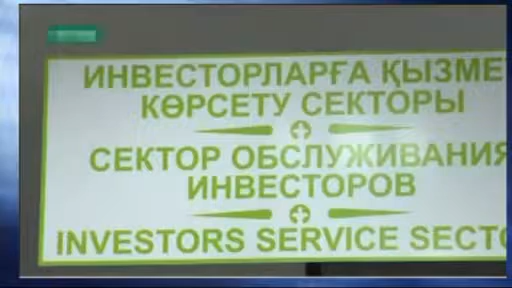 ИНВЕСТОРЛАРҒА ҚЫЗМЕ
КӨРСЕТУ СЕКТОРЫ
СЕКТОР ОБСЛУЖИВАНИЯ
ИНВЕСТОРОВ
INVESTORS SERVICE SECTO